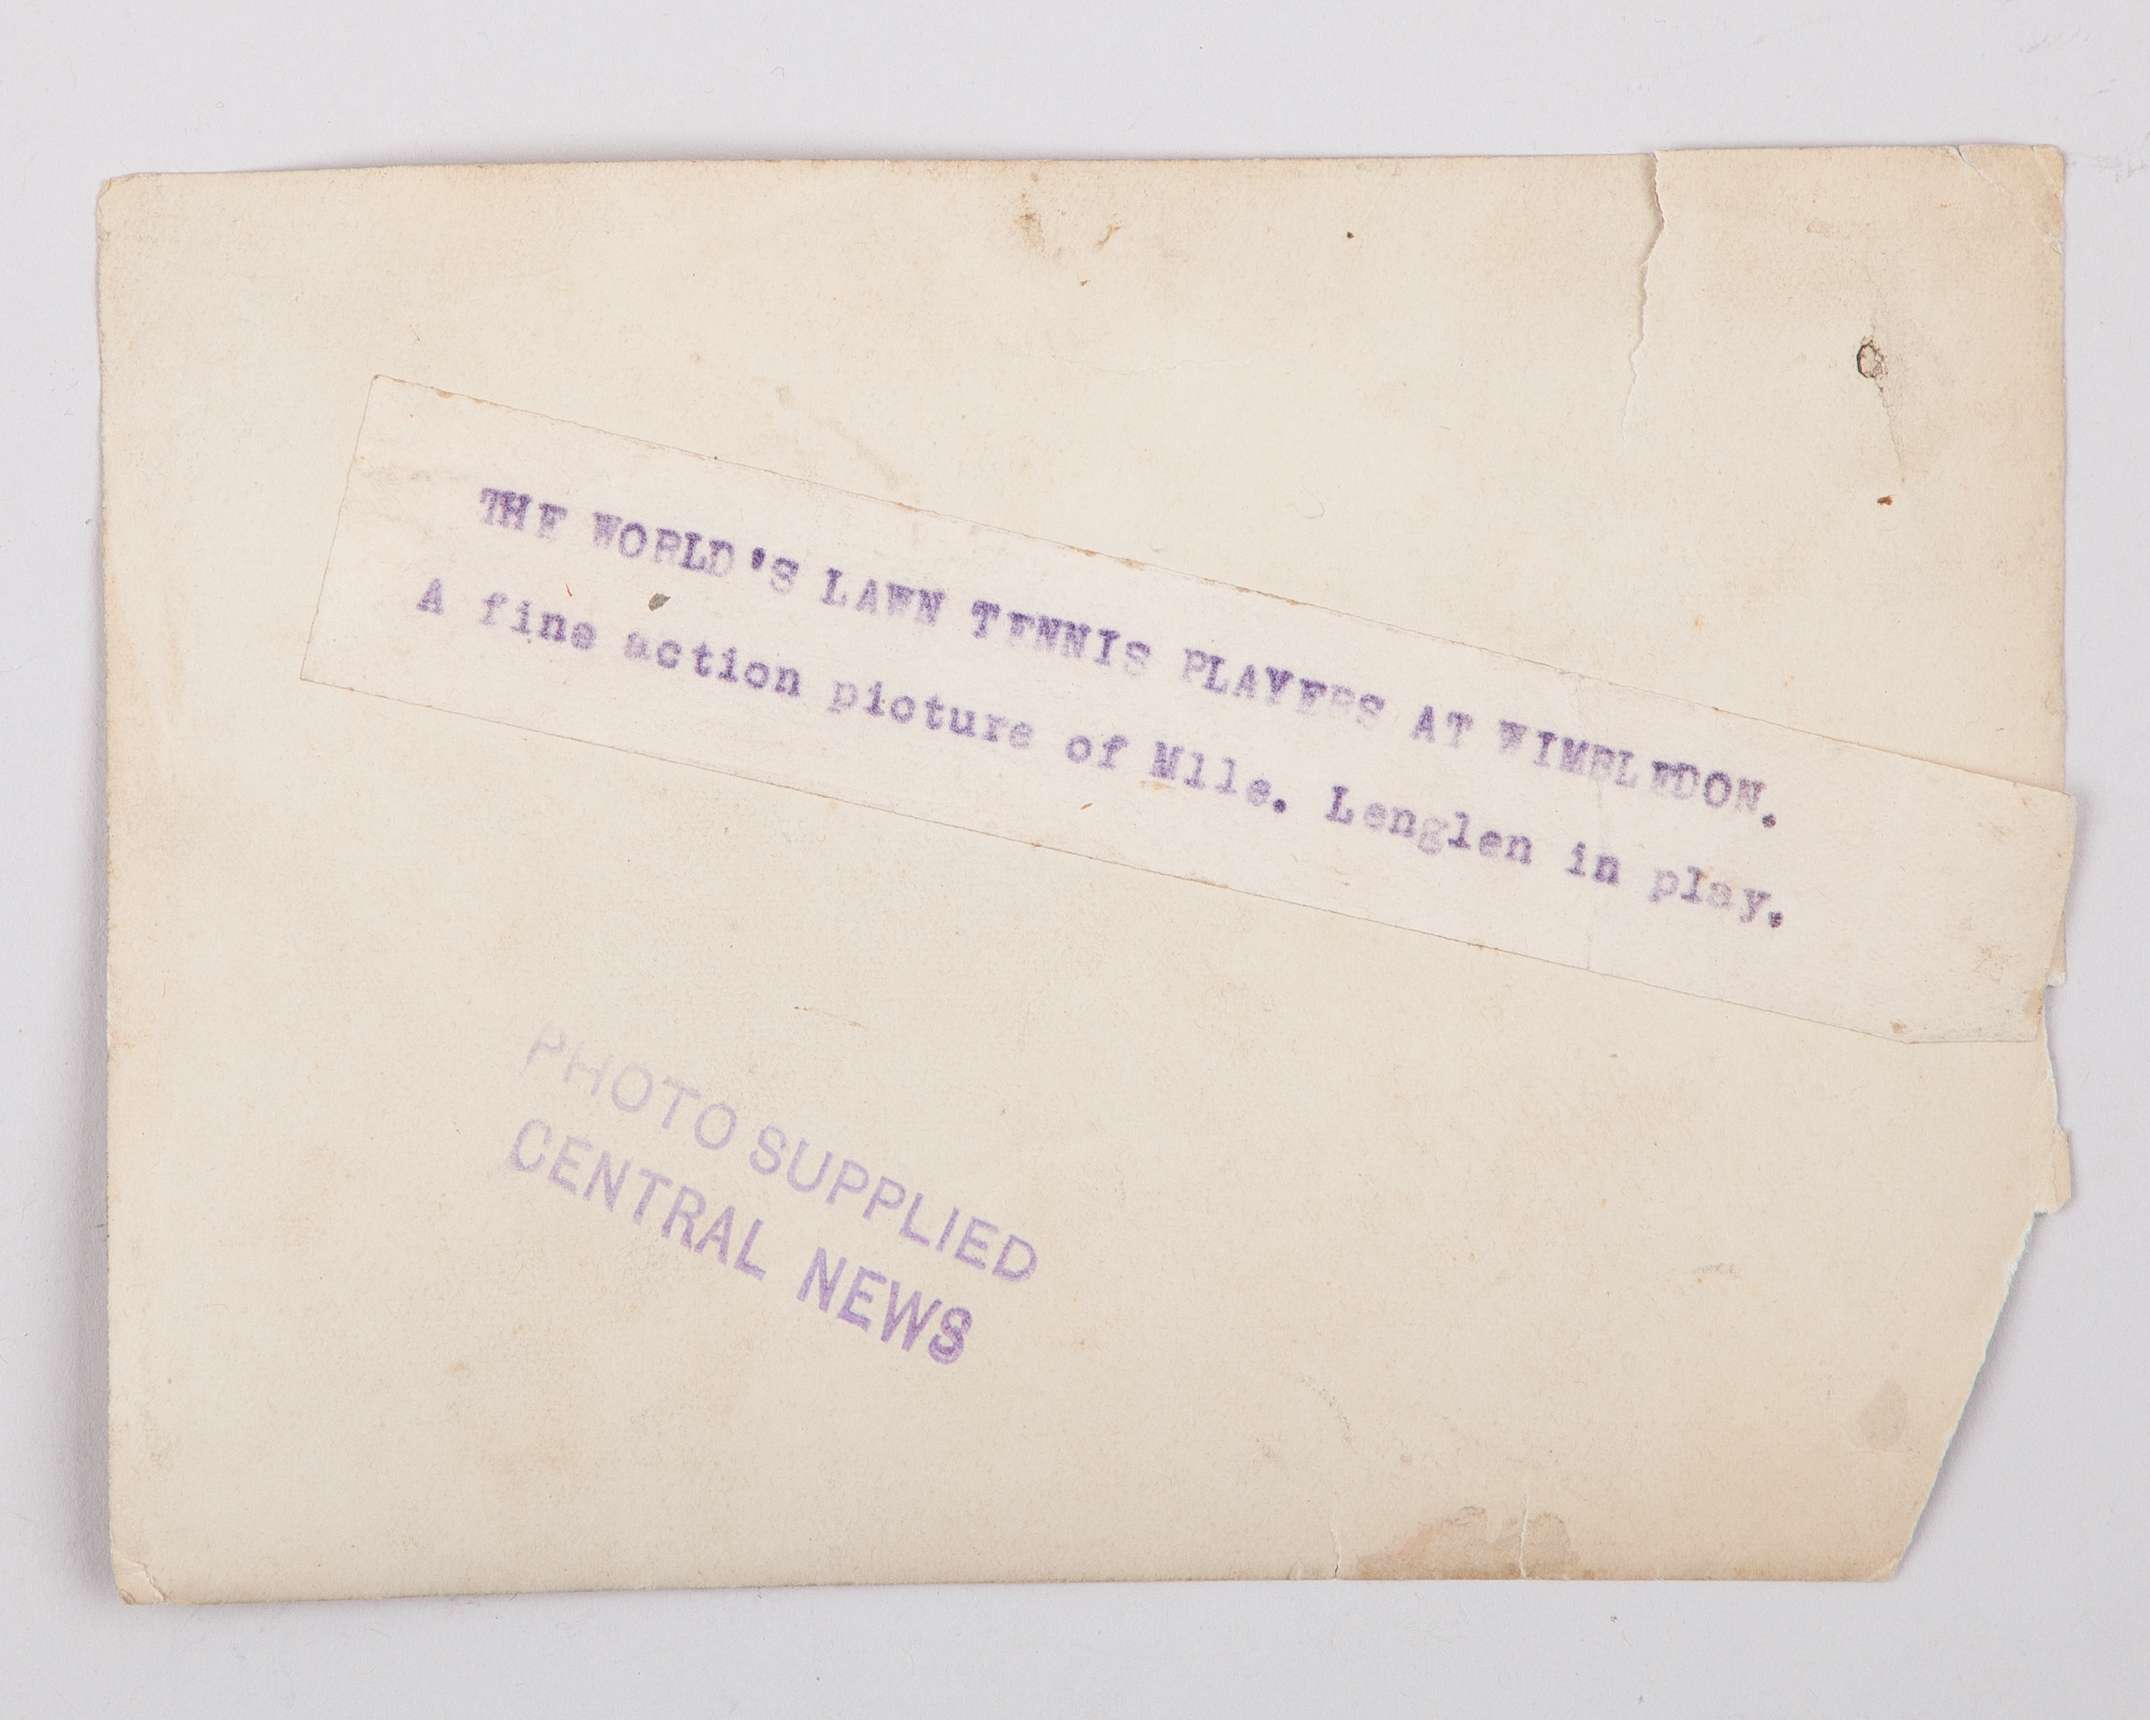 THE WORLD'S LAWN TENNIS PLAYERS AT WIMBLEDON.
A fine action picture of Mlle. Lenglen in play.
PHOTO SUPPLIED
CENTRAL NEWS